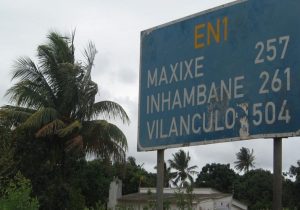 EN1
MAXIXE 257
INHAMBANE 261
VILANCULO 504